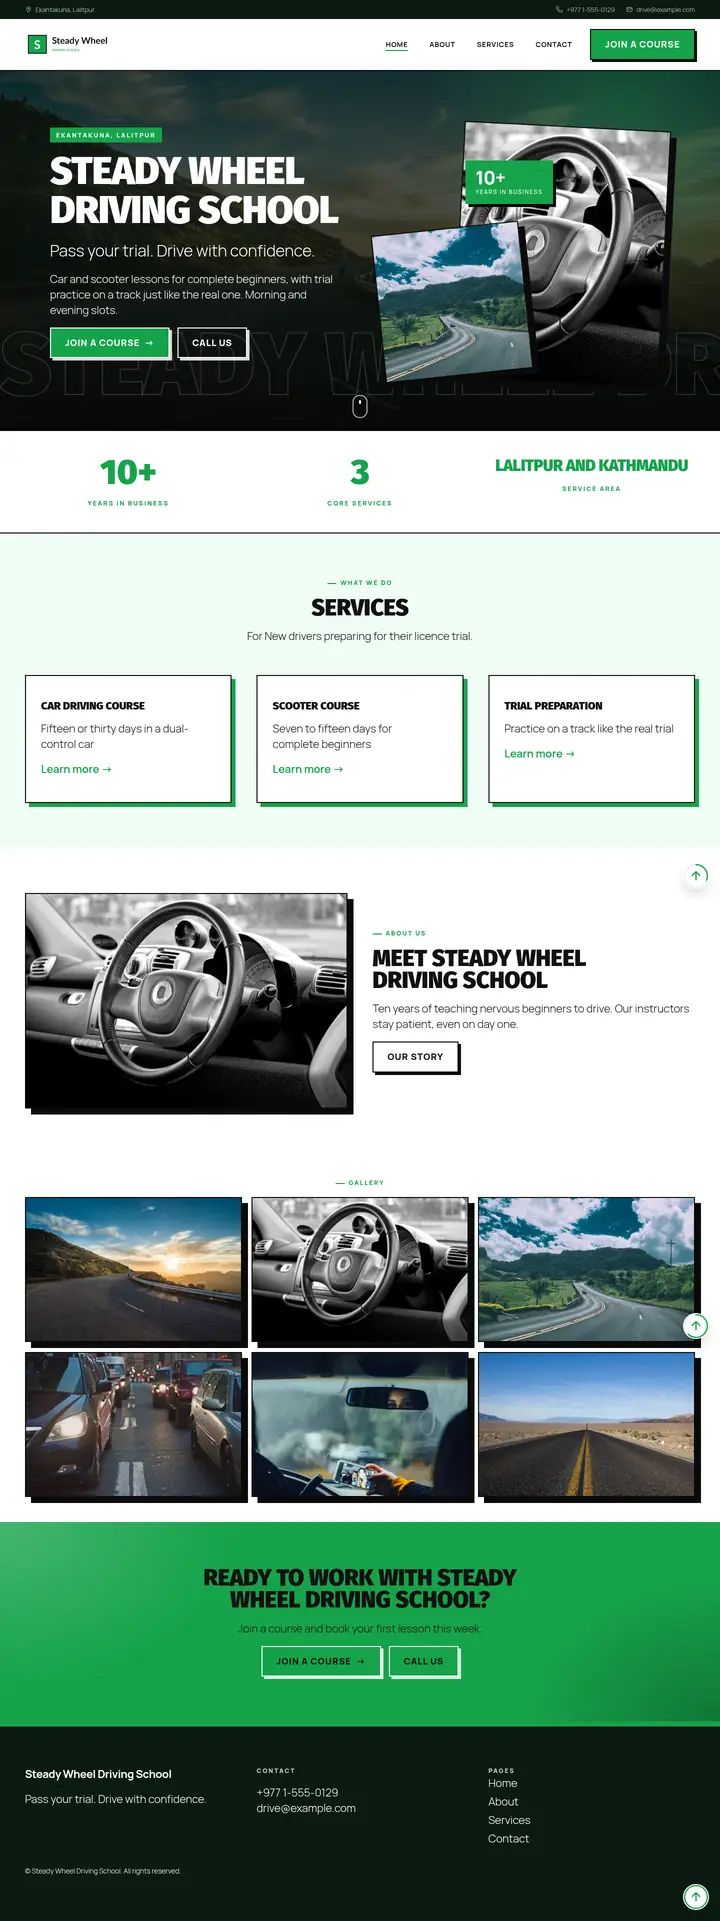 Ekantakuna, Lalitpur
+977 1-555-0129
drive@example.com
S
Steady Wheel
HOME
ABOUT
SERVICES
CONTACT
JOIN A COURSE
EKANTAKUNA, LALITPUR
STEADY WHEEL
DRIVING SCHOOL
Pass your trial. Drive with confidence.
Car and scooter lessons for complete beginners, with trial
practice on a track just like the real one. Morning and
evening slots.
JOIN A COURSE →
CALL US
10+
YEARS IN BUSINESS
STEADY WHEEL DR
10+
YEARS IN BUSINESS
3
CORE SERVICES
LALITPUR AND KATHMANDU
SERVICE AREA
WHAT WE DO
SERVICES
For New drivers preparing for their licence trial.
CAR DRIVING COURSE
Fifteen or thirty days in a dual-
control car
Learn more →
SCOOTER COURSE
Seven to fifteen days for
complete beginners
Learn more →
TRIAL PREPARATION
Practice on a track like the real trial
Learn more →
ABOUT US
MEET STEADY WHEEL
DRIVING SCHOOL
Ten years of teaching nervous beginners to drive. Our instructors
stay patient, even on day one.
OUR STORY
GALLERY
READY TO WORK WITH STEADY
WHEEL DRIVING SCHOOL?
Join a course and book your first lesson this week.
JOIN A COURSE →
CALL US
Steady Wheel Driving School
Pass your trial. Drive with confidence.
CONTACT
+977 1-555-0129
drive@example.com
PAGES
Home
About
Services
Contact
© Steady Wheel Driving School. All rights reserved.